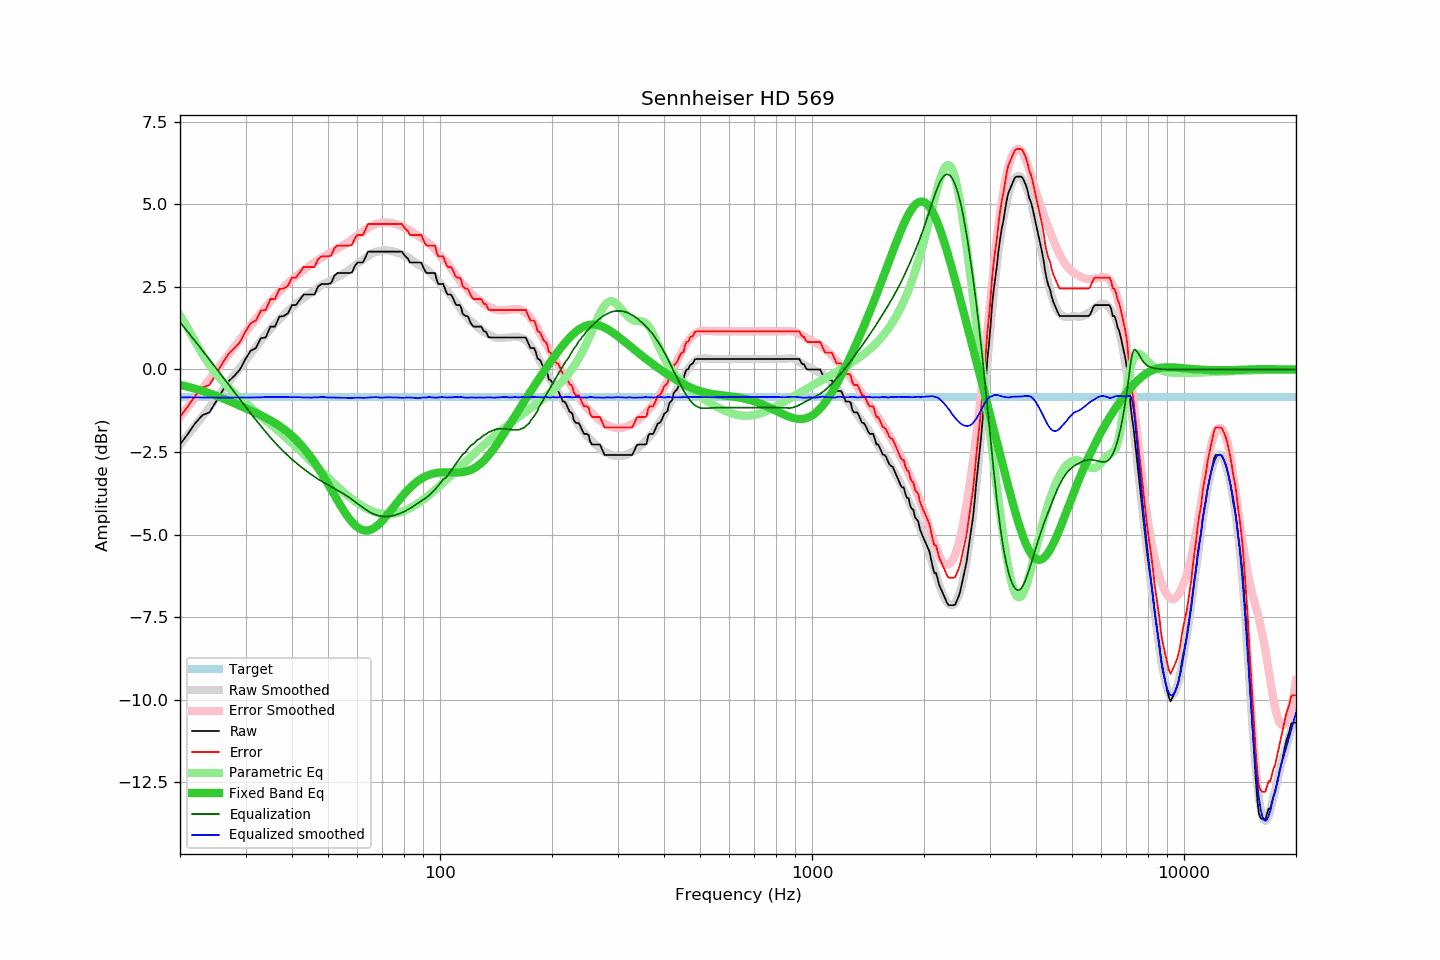 Sennheiser HD 569
7.5
5.0
2.5
0.0
−2.5
−5.0
−7.5
−10.0
−12.5
Amplitude (dBr)
Target
Raw Smoothed
Error Smoothed
Raw
Error
Parametric Eq
Fixed Band Eq
Equalization
Equalized smoothed
100 1000 10000
Frequency (Hz)